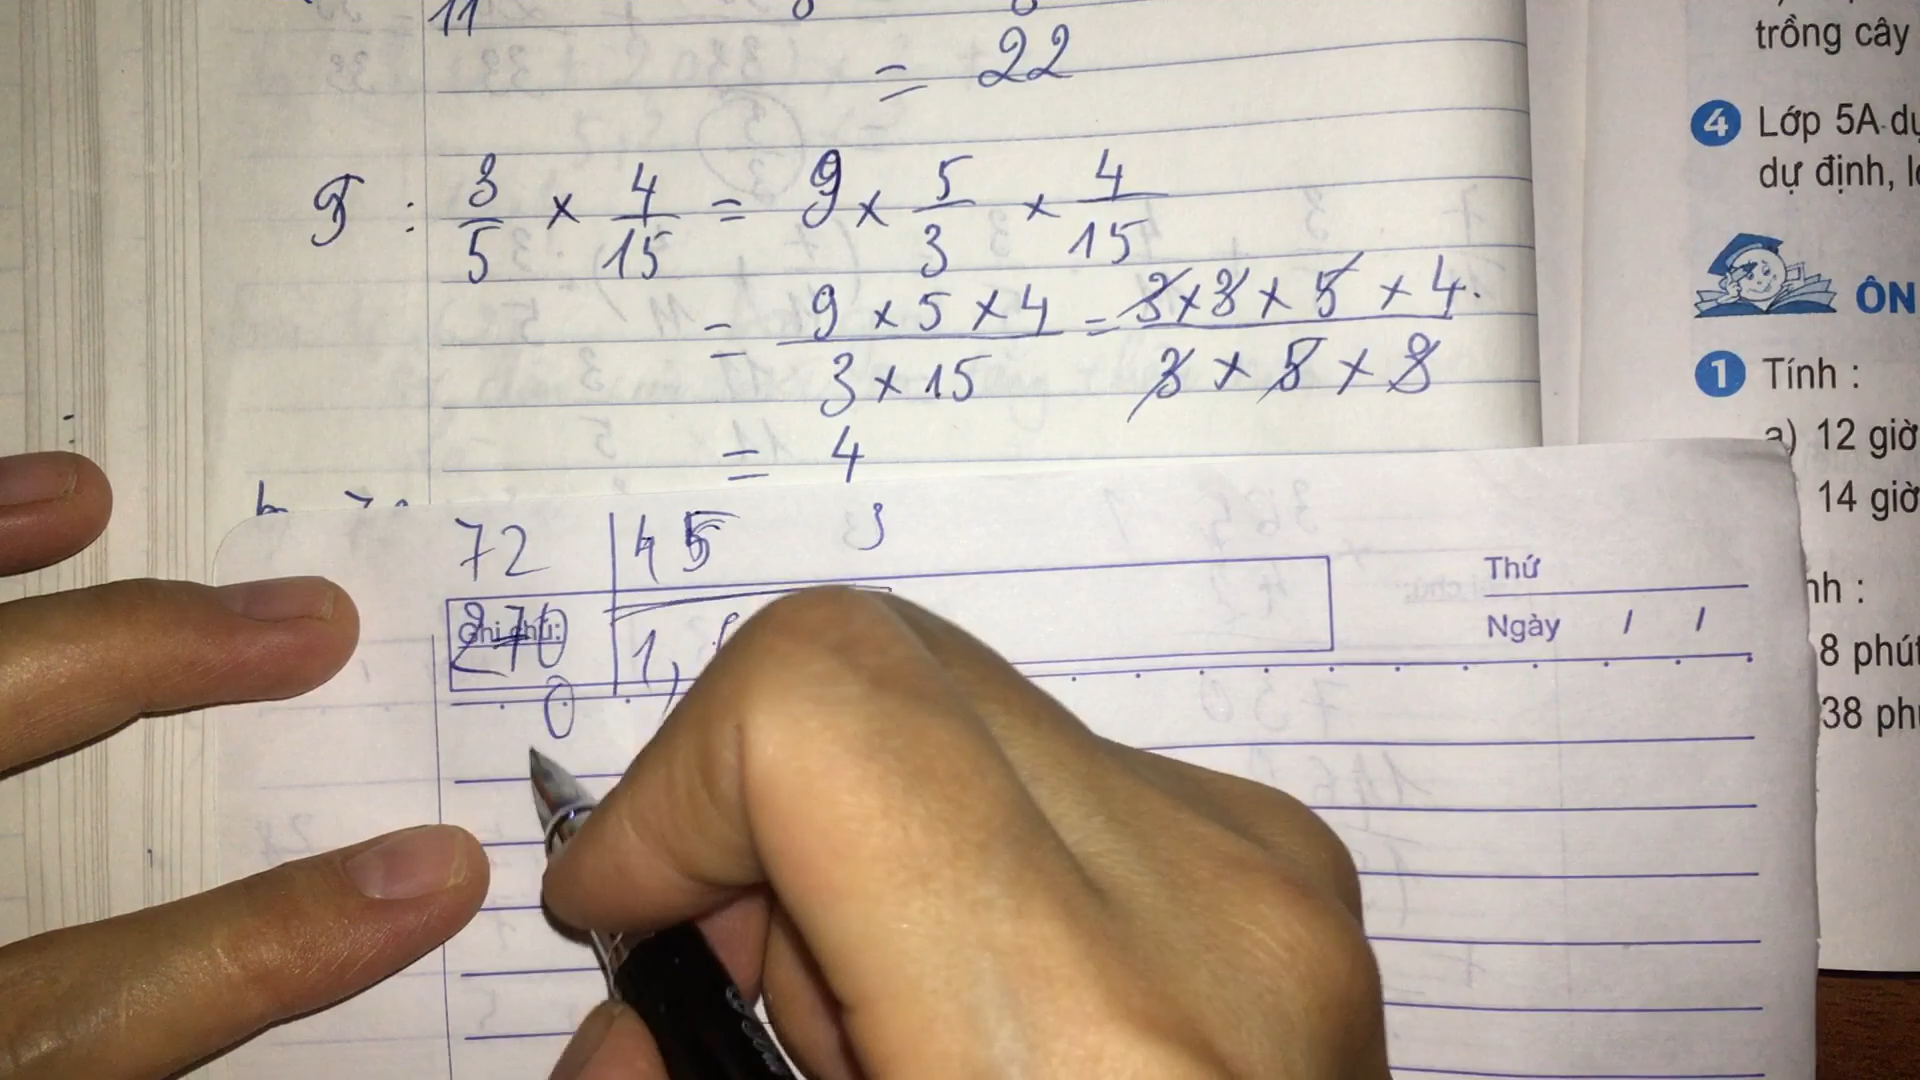 11
= 22
9 : 3/5 × 4/15 = 9 × 5/3 × 4/15
= 9 × 5 × 4 / 3 × 15 = 3 × 3 × 5 × 4 / 3 × 5 × 3
= 4
72 | 45 3
270 | 1,
0
Ghi chú:
Thứ
Ngày / /
trồng cây
4 Lớp 5A dự
dự định,
ÔN
1 Tính :
a) 12 giờ
14 giờ
nh :
8 phút
38 phú